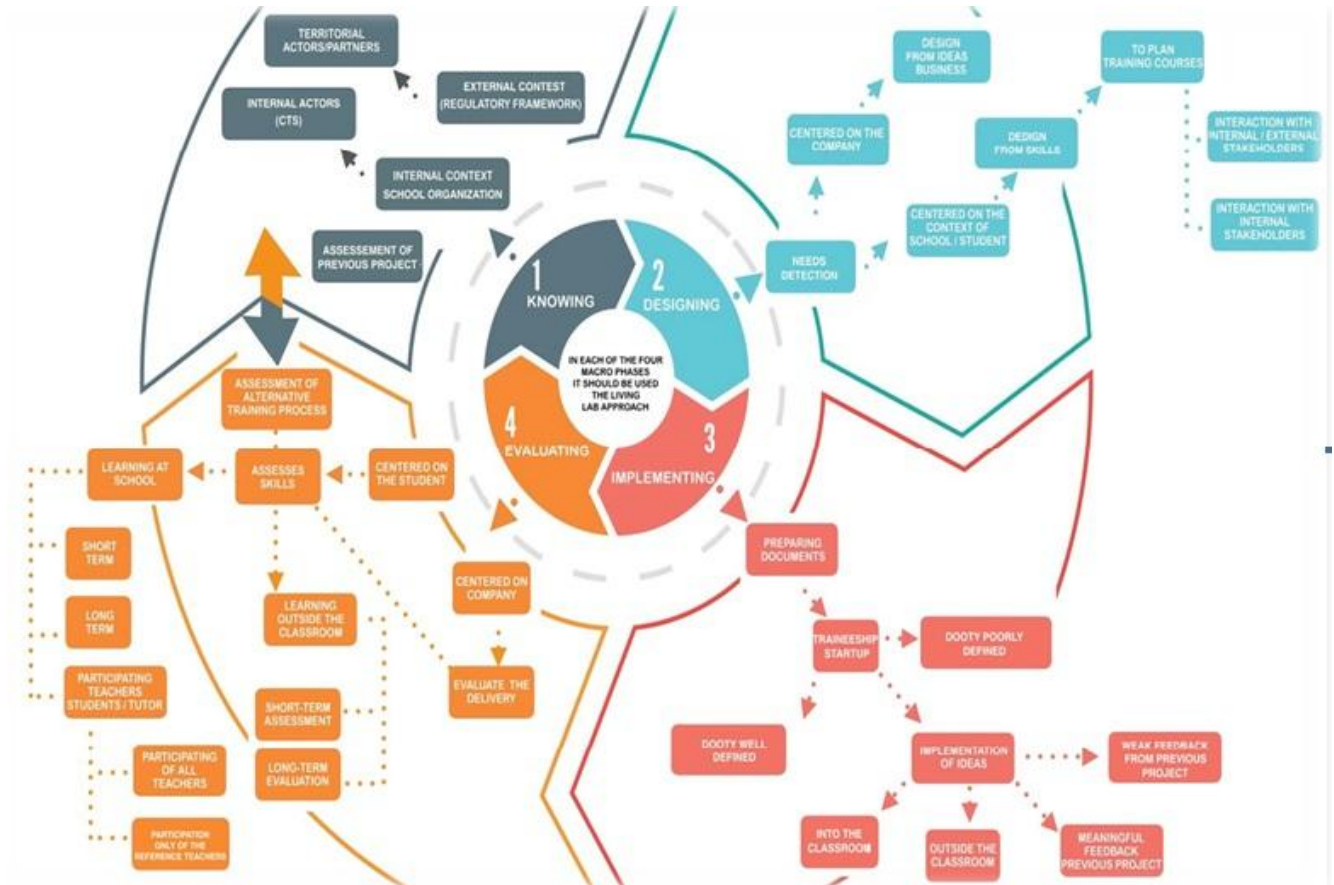 TERRITORIAL
ACTORS/PARTNERS
EXTERNAL CONTEST
(REGULATORY FRAMEWORK)
INTERNAL ACTORS
(CTS)
INTERNAL CONTEXT
SCHOOL ORGANIZATION
ASSESSEMENT OF
PREVIOUS PROJECT
1
KNOWING
2
DESIGNING
3
IMPLEMENTING
4
EVALUATING
IN EACH OF THE FOUR
MACRO PHASES
IT SHOULD BE USED
THE LIVING
LAB APPROACH
DESIGN
FROM IDEAS
BUSINESS
TO PLAN
TRAINING COURSES
CENTERED ON THE
COMPANY
DEDIGN
FROM SKILLS
INTERACTION WITH
INTERNAL / EXTERNAL
STAKEHOLDERS
CENTERED ON THE
CONTEXT OF
SCHOOL / STUDENT
INTERACTION WITH
INTERNAL
STAKEHOLDERS
NEEDS
DETECTION
ASSESSMENT OF
ALTERNATIVE
TRAINING PROCESS
LEARNING AT
SCHOOL
ASSESSES
SKILLS
CENTERED ON
THE STUDENT
SHORT
TERM
LONG
TERM
PARTICIPATING
TEACHERS
STUDENTS / TUTOR
LEARNING
OUTSIDE THE
CLASSROOM
CENTERED ON
COMPANY
EVALUATE THE
DELIVERY
SHORT-TERM
ASSESSMENT
LONG-TERM
EVALUATION
PARTICIPATING
OF ALL
TEACHERS
PARTICIPATION
ONLY OF THE
REFERENCE TEACHERS
PREPARING
DOCUMENTS
TRAINEESHIP
STARTUP
DOOTY POORLY
DEFINED
DOOTY WELL
DEFINED
IMPLEMENTATION
OF IDEAS
WEAK FEEDBACK
FROM PREVIOUS
PROJECT
INTO THE
CLASSROOM
OUTSIDE THE
CLASSROOM
MEANINGFUL
FEEDBACK
PREVIOUS PROJECT